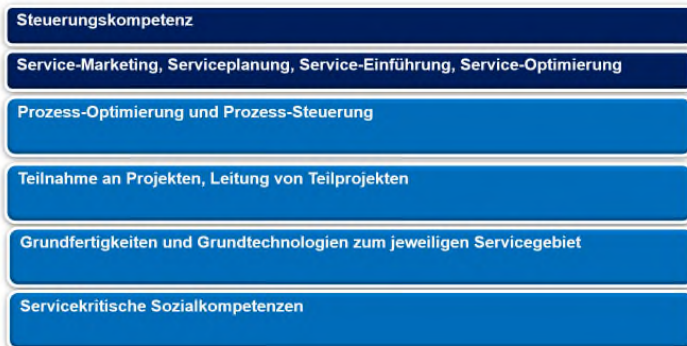 Steuerungskompetenz
Service-Marketing, Serviceplanung, Service-Einführung, Service-Optimierung
Prozess-Optimierung und Prozess-Steuerung
Teilnahme an Projekten, Leitung von Teilprojekten
Grundfertigkeiten und Grundtechnologien zum jeweiligen Servicegebiet
Servicekritische Sozialkompetenzen